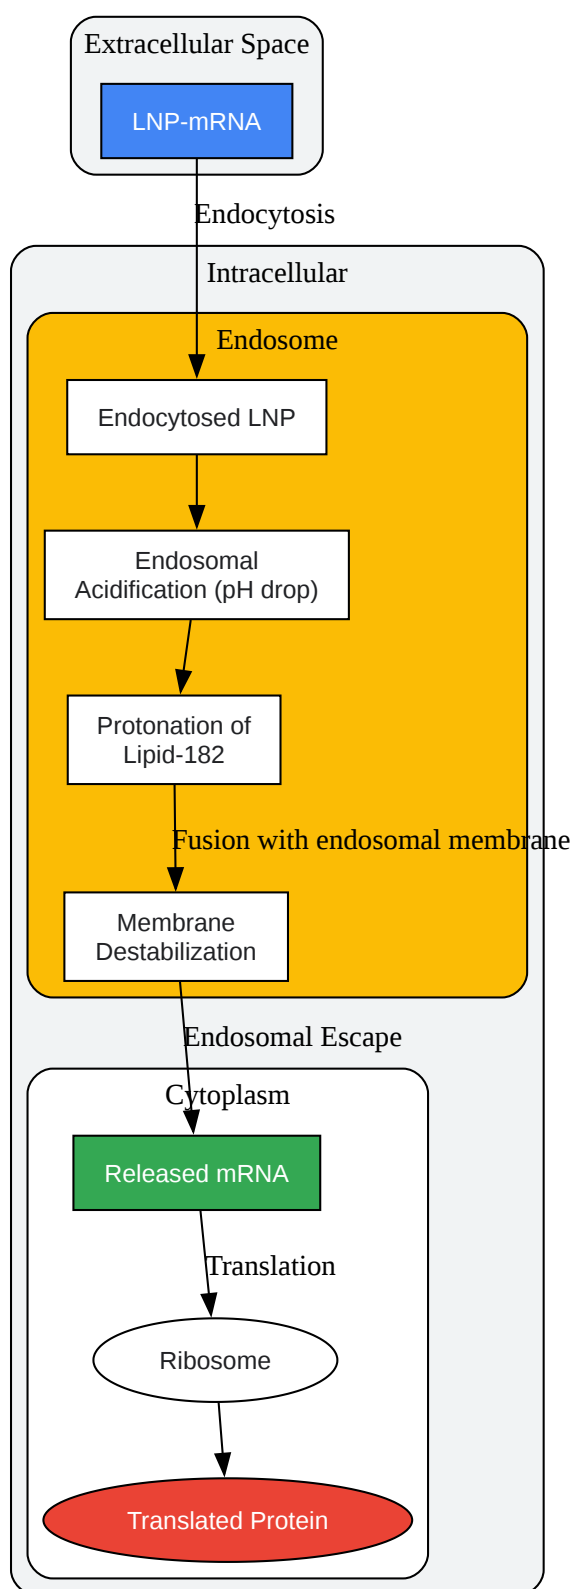 Extracellular Space
LNP-mRNA
Endocytosis
Intracellular
Endosome
Endocytosed LNP
Endosomal
Acidification (pH drop)
Protonation of
Lipid-182
Fusion with endosomal membrane
Membrane
Destabilization
Endosomal Escape
Cytoplasm
Released mRNA
Translation
Ribosome
Translated Protein